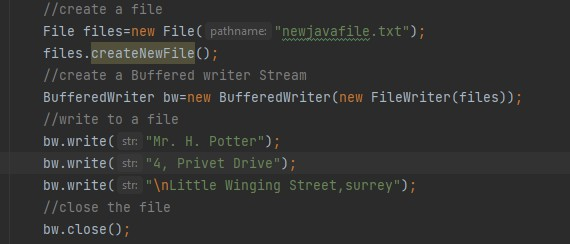 //create a file
File files=new File( pathname: "newjavafile.txt");
files.createNewFile();
//create a Buffered writer Stream
BufferedWriter bw=new BufferedWriter(new FileWriter(files));
//write to a file
bw.write( str: "Mr. H. Potter");
bw.write( str: "4, Privet Drive");
bw.write( str: "\nLittle Winging Street,surrey");
//close the file
bw.close();